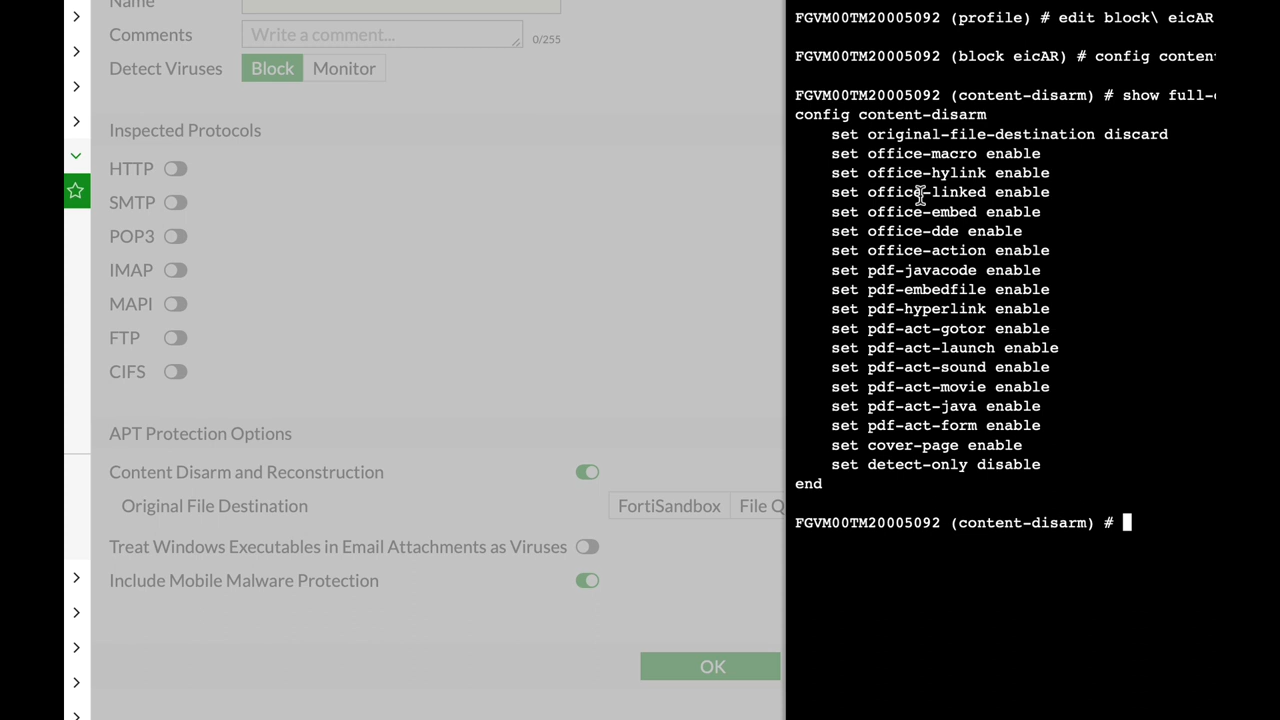 Name
Comments
Write a comment...
0/255
Detect Viruses
Block
Monitor
Inspected Protocols
HTTP
SMTP
POP3
IMAP
MAPI
FTP
CIFS
APT Protection Options
Content Disarm and Reconstruction
Original File Destination
FortiSandbox
File Q
Treat Windows Executables in Email Attachments as Viruses
Include Mobile Malware Protection
OK
FGVM00TM20005092 (profile) # edit block\ eicAR
FGVM00TM20005092 (block eicAR) # config conten
FGVM00TM20005092 (content-disarm) # show full-
config content-disarm
set original-file-destination discard
set office-macro enable
set office-hylink enable
set office-linked enable
set office-embed enable
set office-dde enable
set office-action enable
set pdf-javacode enable
set pdf-embedfile enable
set pdf-hyperlink enable
set pdf-act-gotor enable
set pdf-act-launch enable
set pdf-act-sound enable
set pdf-act-movie enable
set pdf-act-java enable
set pdf-act-form enable
set cover-page enable
set detect-only disable
end
FGVM00TM20005092 (content-disarm) #